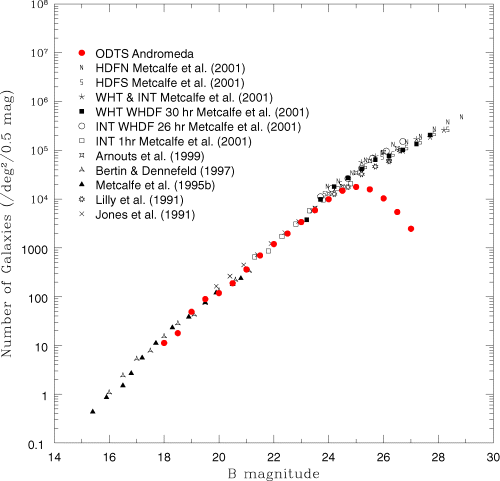 10⁸
10⁷
10⁶
10⁵
10⁴
1000
100
10
1
0.1
Number of Galaxies (/deg²/0.5 mag)
ODTS Andromeda
N HDFN Metcalfe et al. (2001)
S HDFS Metcalfe et al. (2001)
WHT & INT Metcalfe et al. (2001)
WHT WHDF 30 hr Metcalfe et al. (2001)
INT WHDF 26 hr Metcalfe et al. (2001)
INT 1hr Metcalfe et al. (2001)
Arnouts et al. (1999)
Bertin & Dennefeld (1997)
Metcalfe et al. (1995b)
Lilly et al. (1991)
Jones et al. (1991)
14 16 18 20 22 24 26 28 30
B magnitude